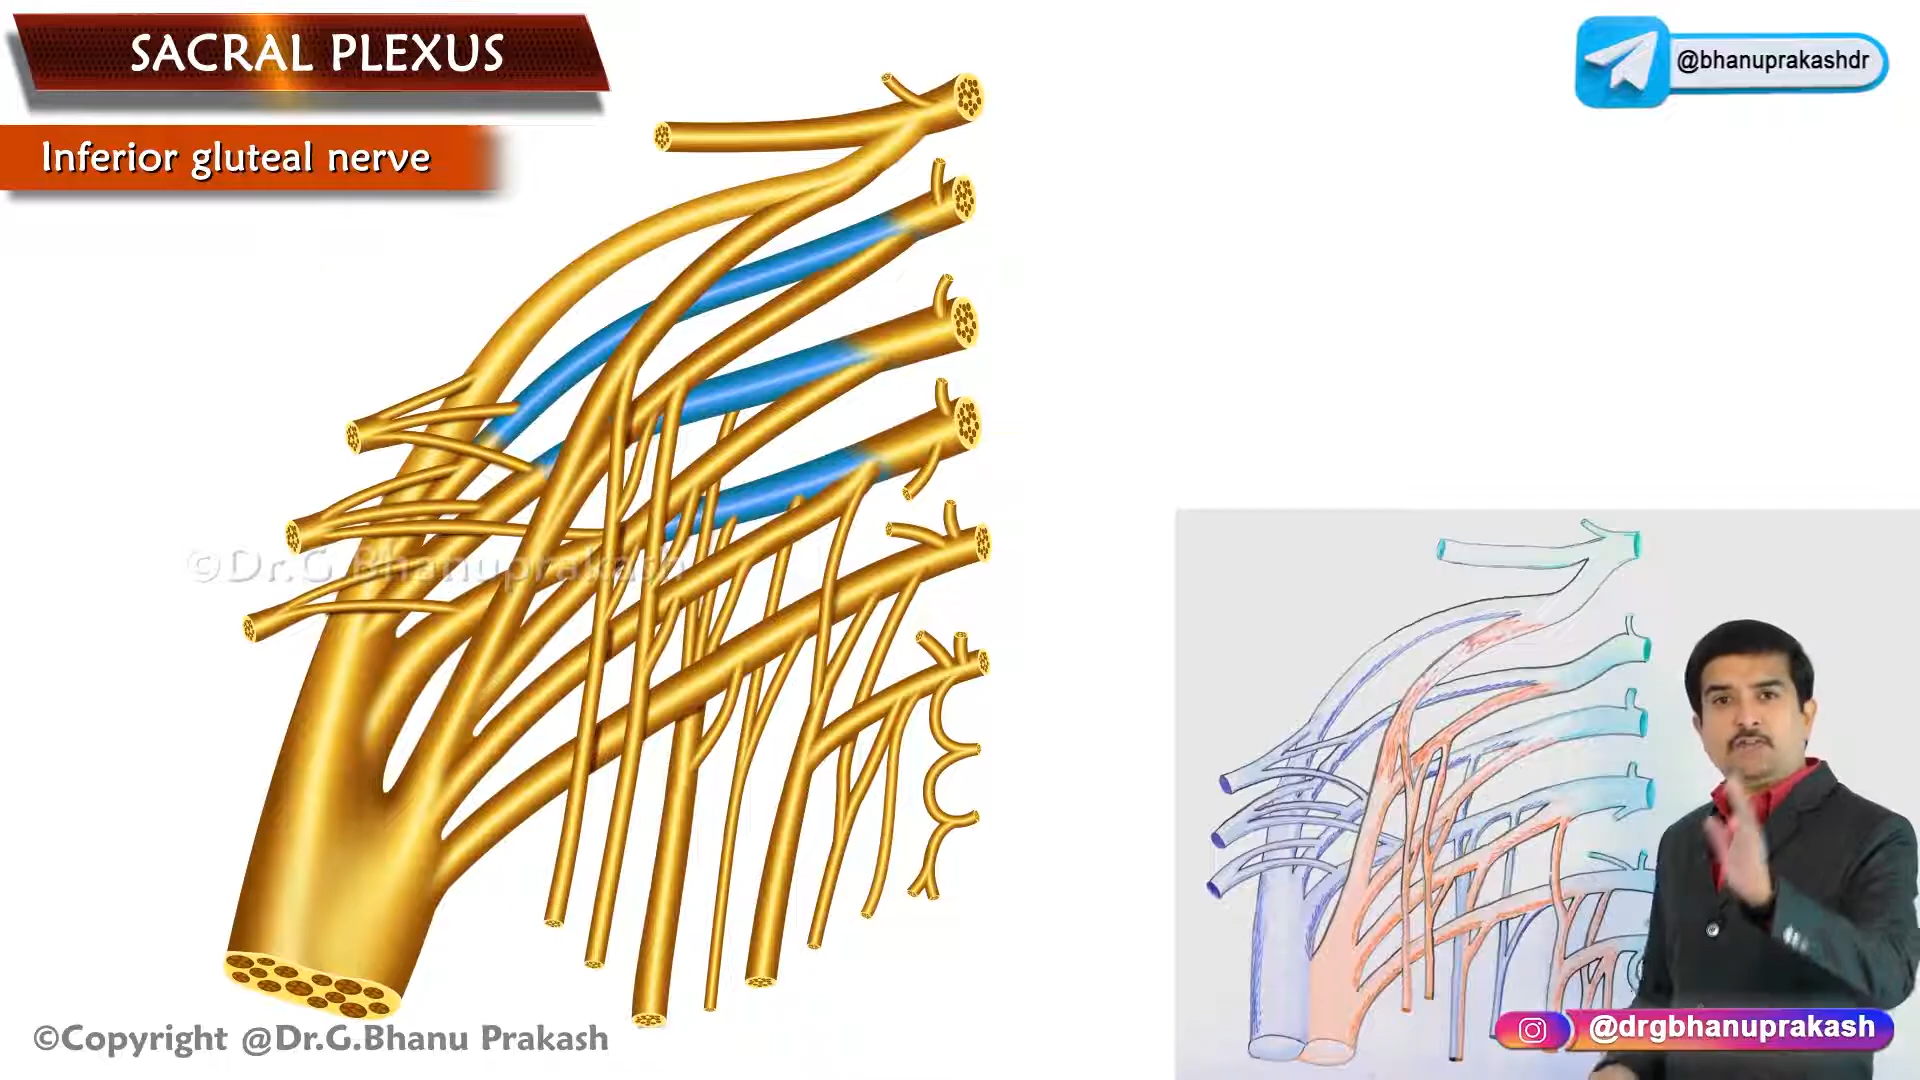 SACRAL PLEXUS
@bhanuprakashdr
Inferior gluteal nerve
©Dr.G.Bhanuprakash
@drgbhanuprakash
©Copyright @Dr.G.Bhanu Prakash